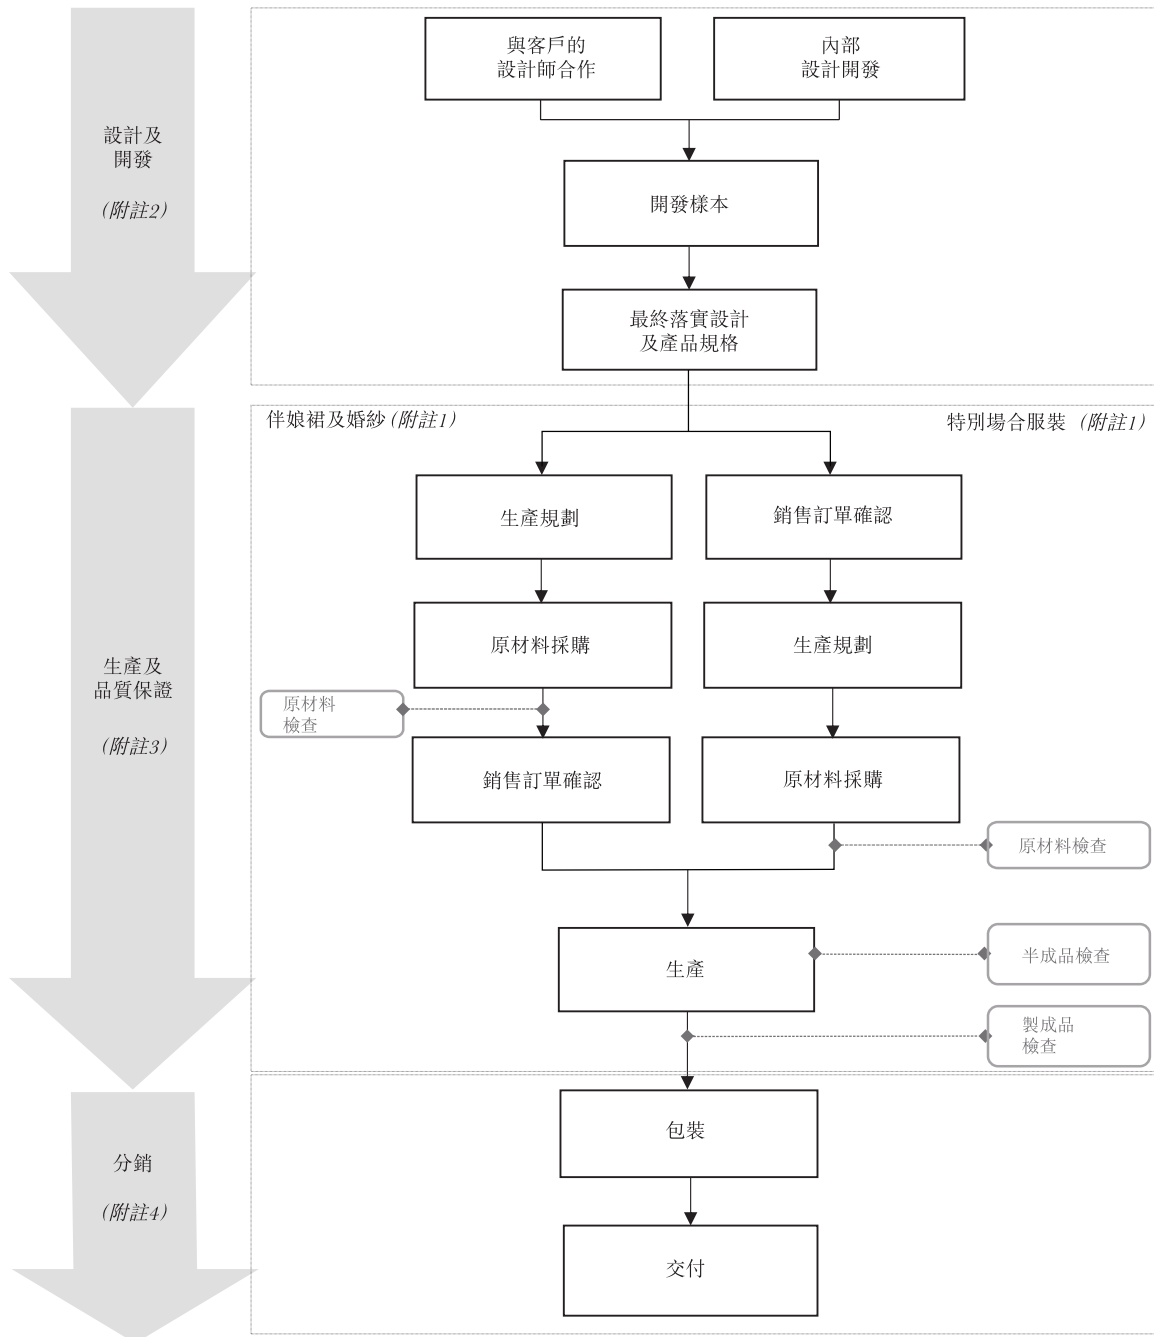 與客戶的
設計師合作
內部
設計開發
設計及
開發
(附註2)
開發樣本
最終落實設計
及產品規格
伴娘裙及婚紗(附註1)
特別場合服裝 (附註1)
生產規劃
銷售訂單確認
原材料採購
生產規劃
生產及
品質保證
(附註3)
原材料
檢查
銷售訂單確認
原材料採購
原材料檢查
生產
半成品檢查
製成品
檢查
包裝
分銷
(附註4)
交付